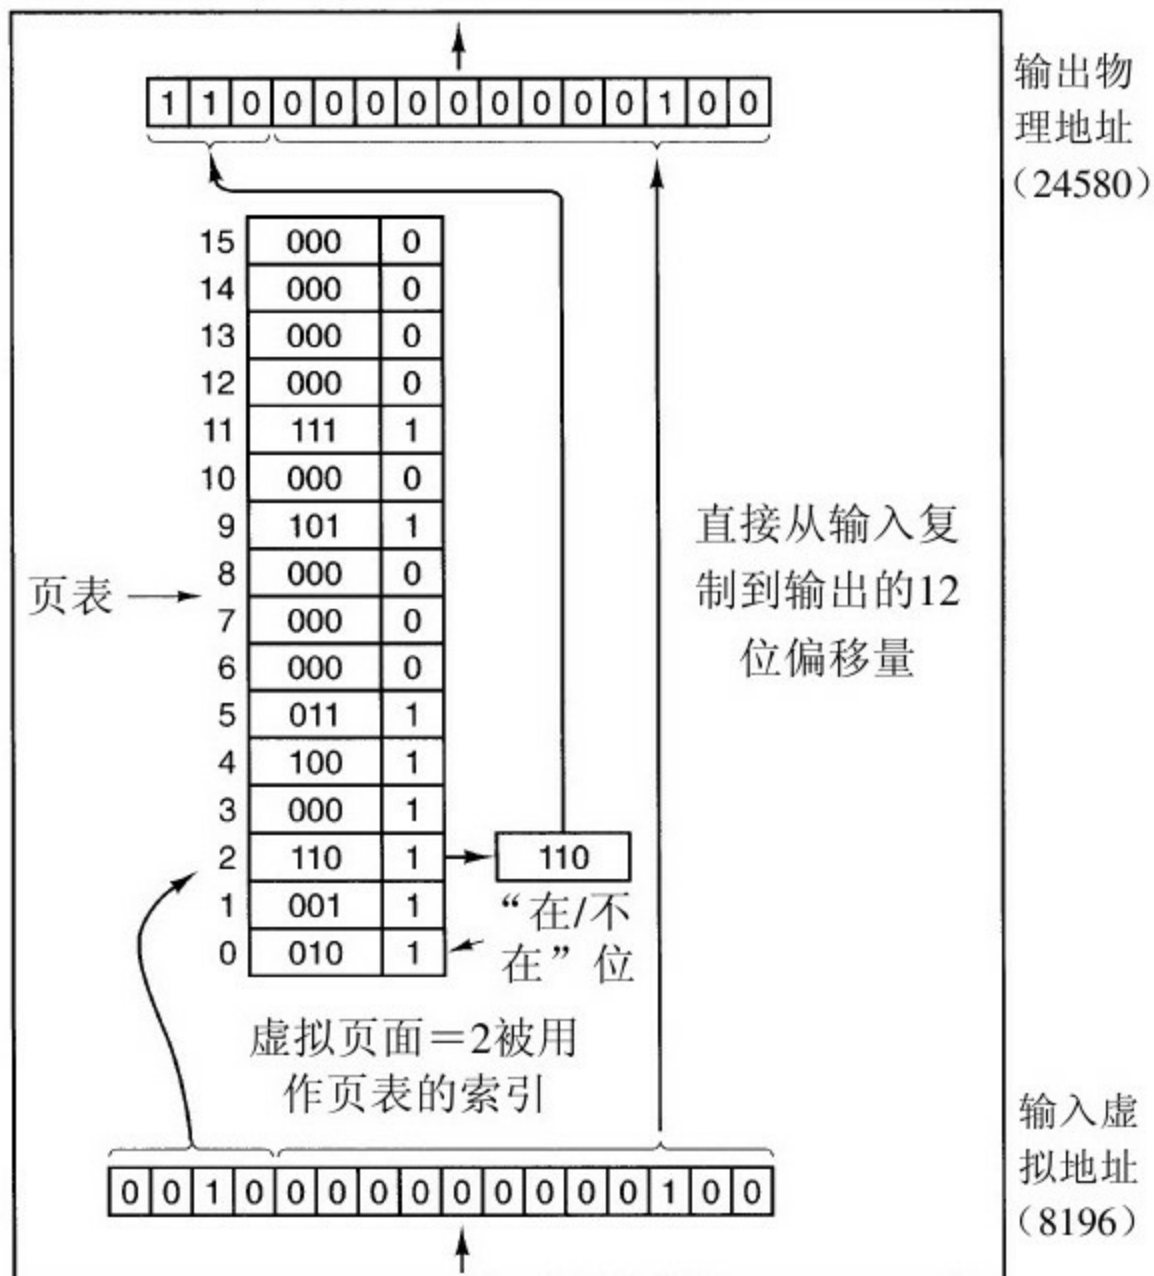 1 1 0 0 0 0 0 0 0 0 0 0 1 0 0
输出物
理地址
（24580）
15 000 0
14 000 0
13 000 0
12 000 0
11 111 1
10 000 0
9 101 1
8 000 0
7 000 0
6 000 0
5 011 1
4 100 1
3 000 1
2 110 1
1 001 1
0 010 1
页表
110
“在/不
在”位
直接从输入复
制到输出的12
位偏移量
虚拟页面＝2被用
作页表的索引
0 0 1 0 0 0 0 0 0 0 0 0 0 1 0 0
输入虚
拟地址
（8196）